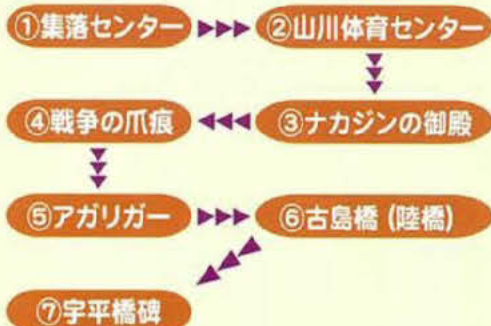 ①集落センター
②山川体育センター
③ナカジンの御殿
④戦争の爪痕
⑤アガリガー
⑥古島橋 (陸橋)
⑦宇平橋碑